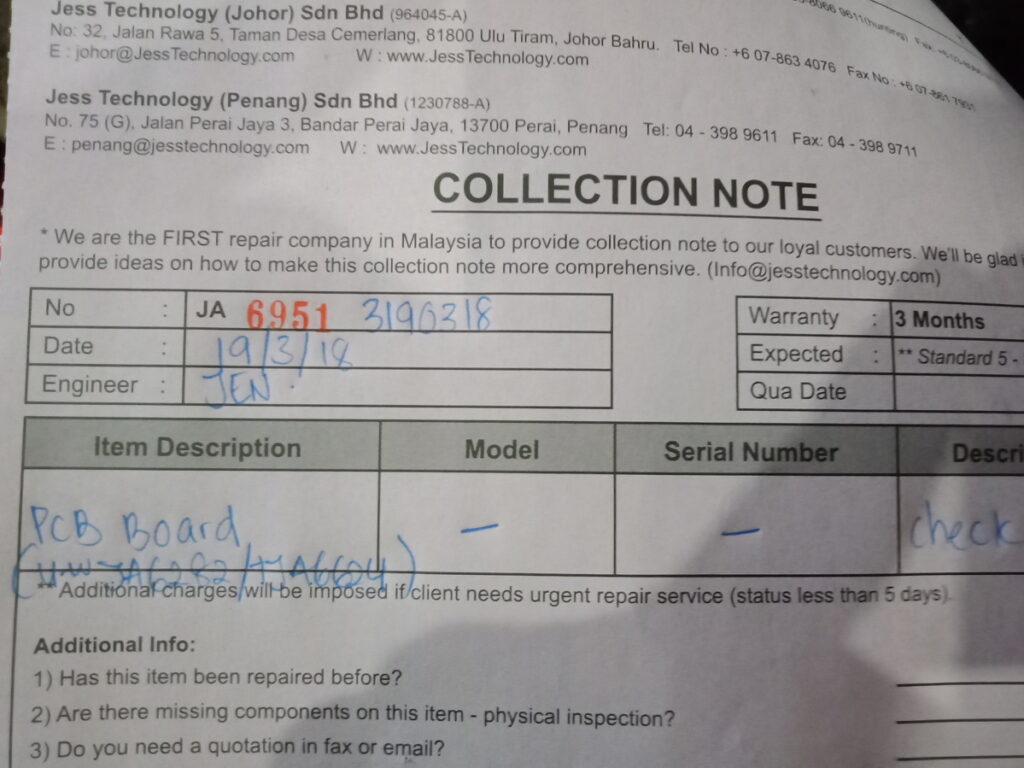 8066 9611(hunting) Fax:
Jess Technology (Johor) Sdn Bhd (964045-A)
No: 32, Jalan Rawa 5, Taman Desa Cemerlang, 81800 Ulu Tiram, Johor Bahru. Tel No : +6 07-863 4076 Fax No : +6 07-861 7931
E : johor@JessTechnology.com W : www.JessTechnology.com
Jess Technology (Penang) Sdn Bhd (1230788-A)
No. 75 (G), Jalan Perai Jaya 3, Bandar Perai Jaya, 13700 Perai, Penang Tel: 04 - 398 9611 Fax: 04 - 398 9711
E : penang@jesstechnology.com W : www.JessTechnology.com
COLLECTION NOTE
* We are the FIRST repair company in Malaysia to provide collection note to our loyal customers. We'll be glad
provide ideas on how to make this collection note more comprehensive. (Info@jesstechnology.com)
No : JA 6951 3190318
Date : 19/3/18
Engineer : JEN
Warranty : 3 Months
Expected : ** Standard 5 -
Qua Date
Item Description Model Serial Number Descri
PCB Board - - check
** Additional charges will be imposed if client needs urgent repair service (status less than 5 days).
Additional Info:
1) Has this item been repaired before?
2) Are there missing components on this item - physical inspection?
3) Do you need a quotation in fax or email?